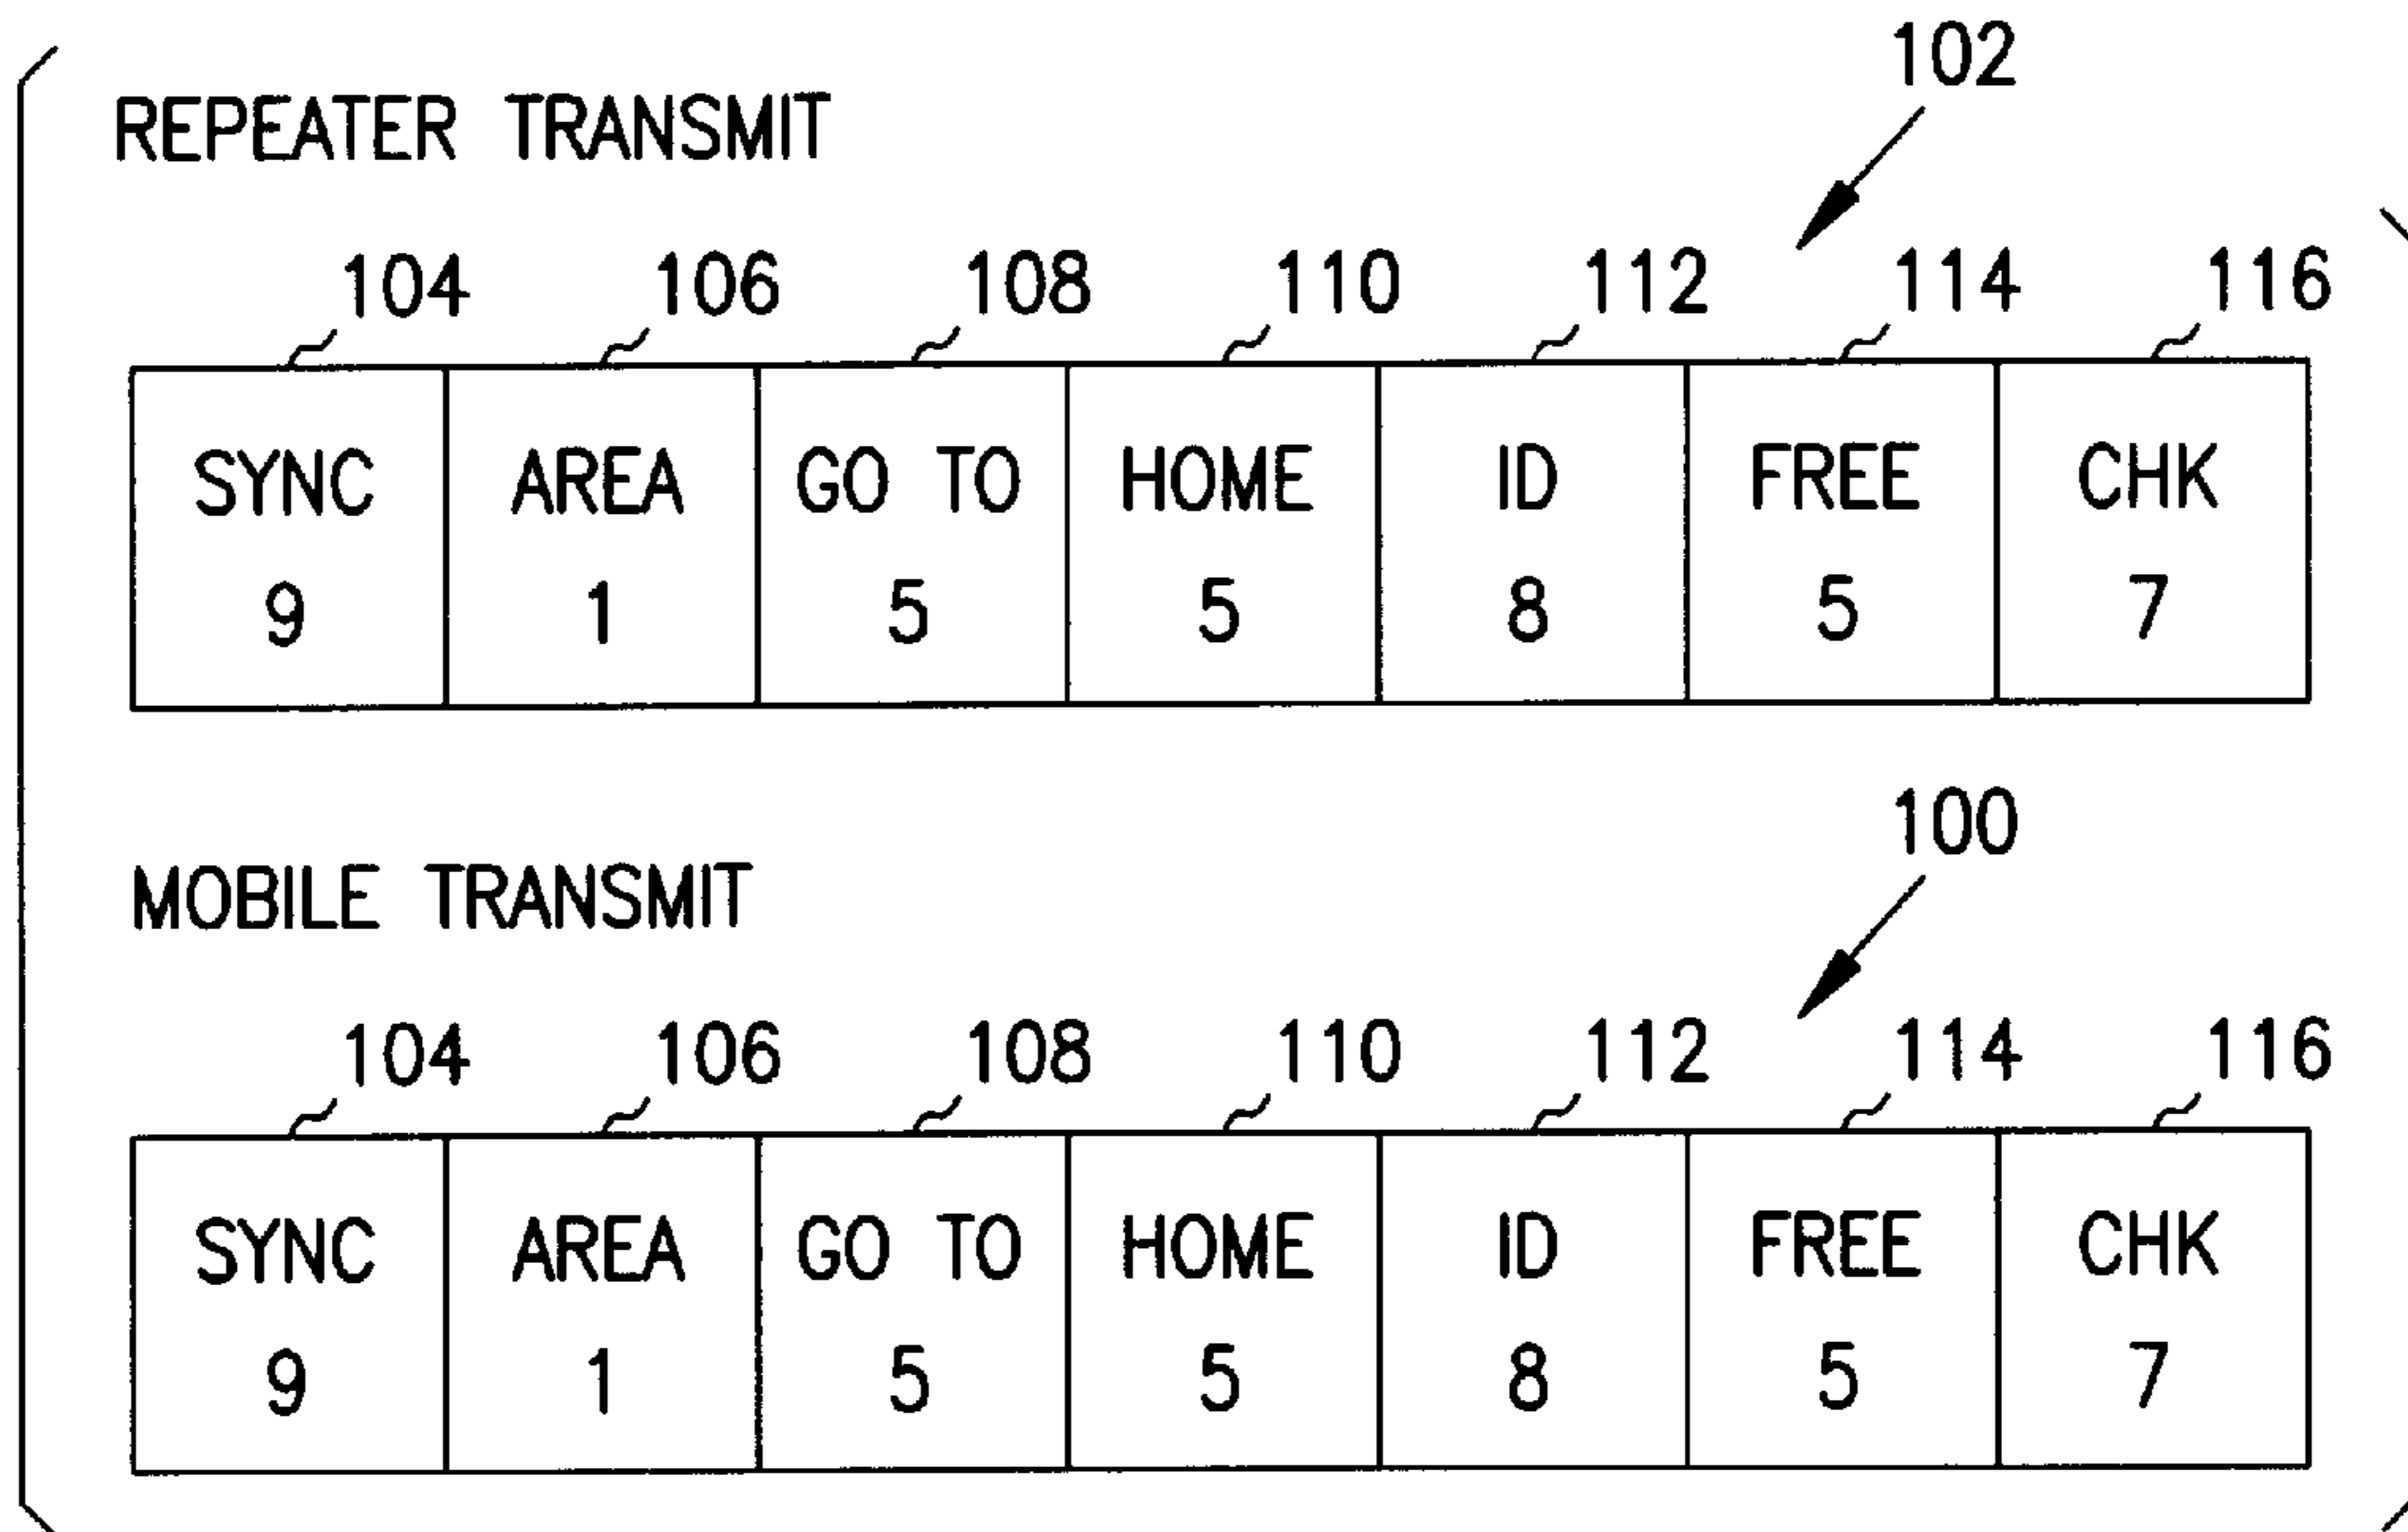 102
REPEATER TRANSMIT
104 106 108 110 112 114 116
SYNC AREA GO TO HOME ID FREE CHK
9 1 5 5 8 5 7
100
MOBILE TRANSMIT
104 106 108 110 112 114 116
SYNC AREA GO TO HOME ID FREE CHK
9 1 5 5 8 5 7